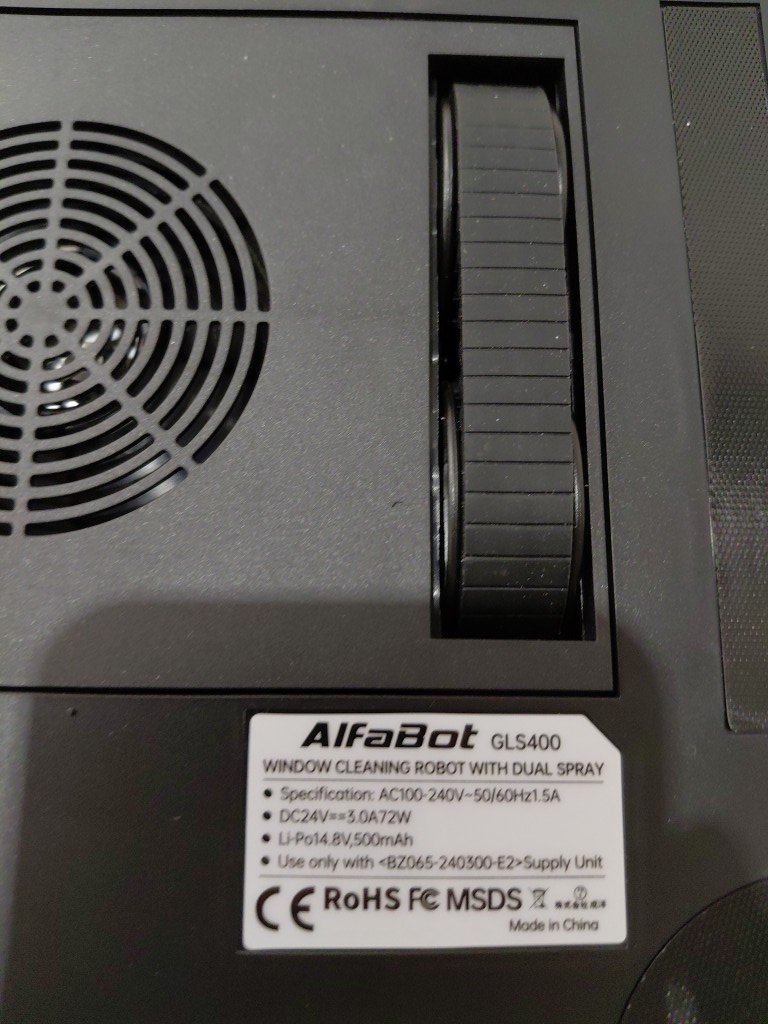 AlfaBot GLS400
WINDOW CLEANING ROBOT WITH DUAL SPRAY
• Specification: AC100-240V~50/60Hz1.5A
• DC24V==3.0A72W
• Li-Po14.8V,500mAh
• Use only with <BZ065-240300-E2>Supply Unit
CE RoHS FC MSDS
Made in China